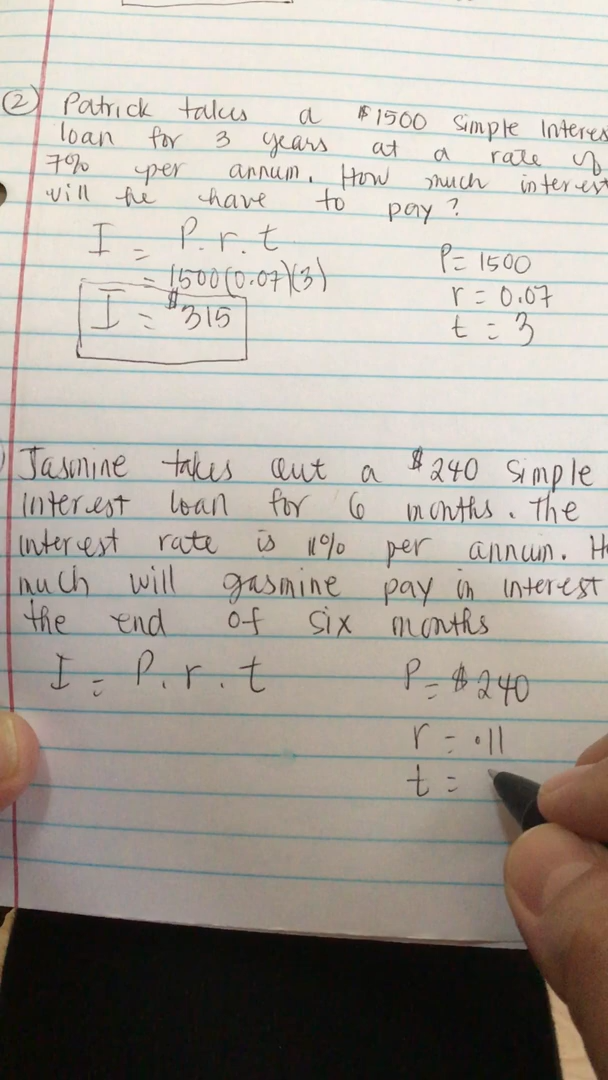 ② Patrick takes a $1500 simple interes
loan for 3 years at a rate of
7% per annum. How much interest
will he have to pay?
I = P.r.t
P = 1500
= 1500(0.07)(3)
r = 0.07
I = $315
t = 3
Jasmine takes out a $240 simple
interest loan for 6 months. The
interest rate is 11% per annum. Ho
much will gasmine pay in interest
the end of six months
I = P.r.t
P = $240
r = .11
t =